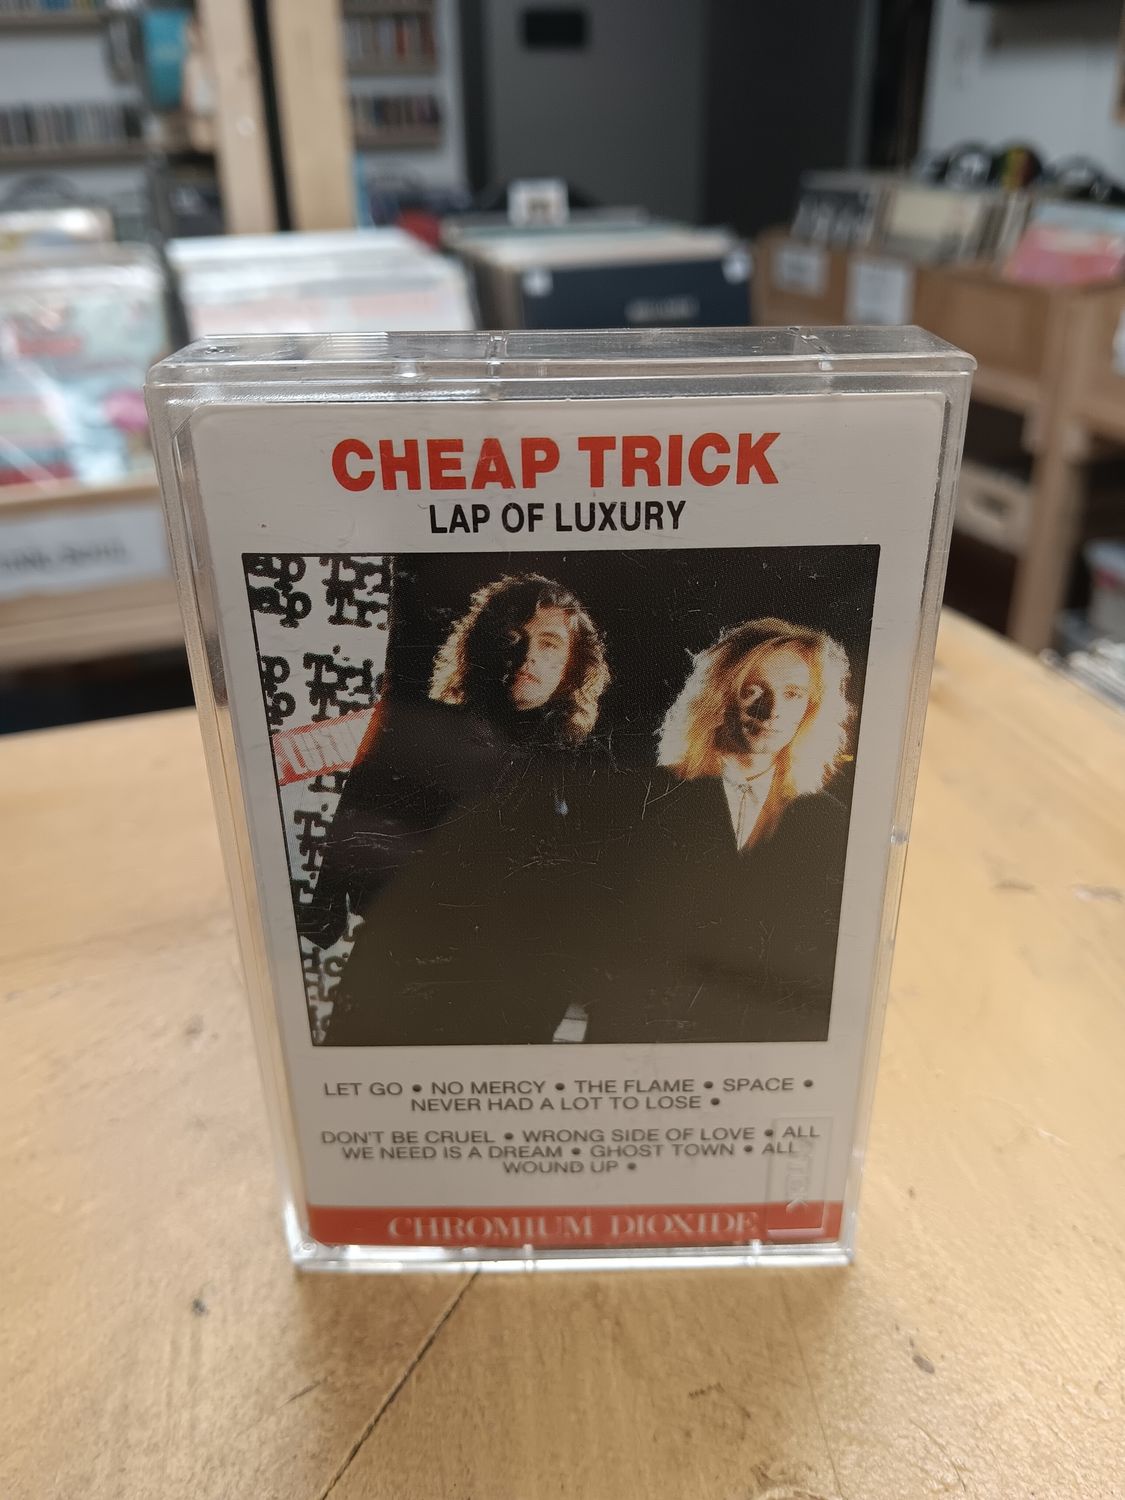 CHEAP TRICK
LAP OF LUXURY
LET GO • NO MERCY • THE FLAME • SPACE •
NEVER HAD A LOT TO LOSE •
DON'T BE CRUEL • WRONG SIDE OF LOVE • ALL
WE NEED IS A DREAM • GHOST TOWN • ALL
WOUND UP •
CHROMIUM DIOXIDE